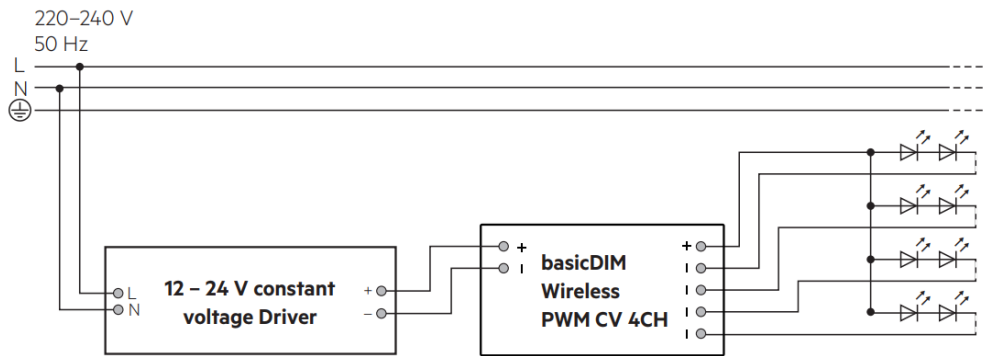 220–240 V
50 Hz
L
N
12 – 24 V constant
voltage Driver
L
N
+
–
+
–
basicDIM
Wireless
PWM CV 4CH
+
–
–
–
–